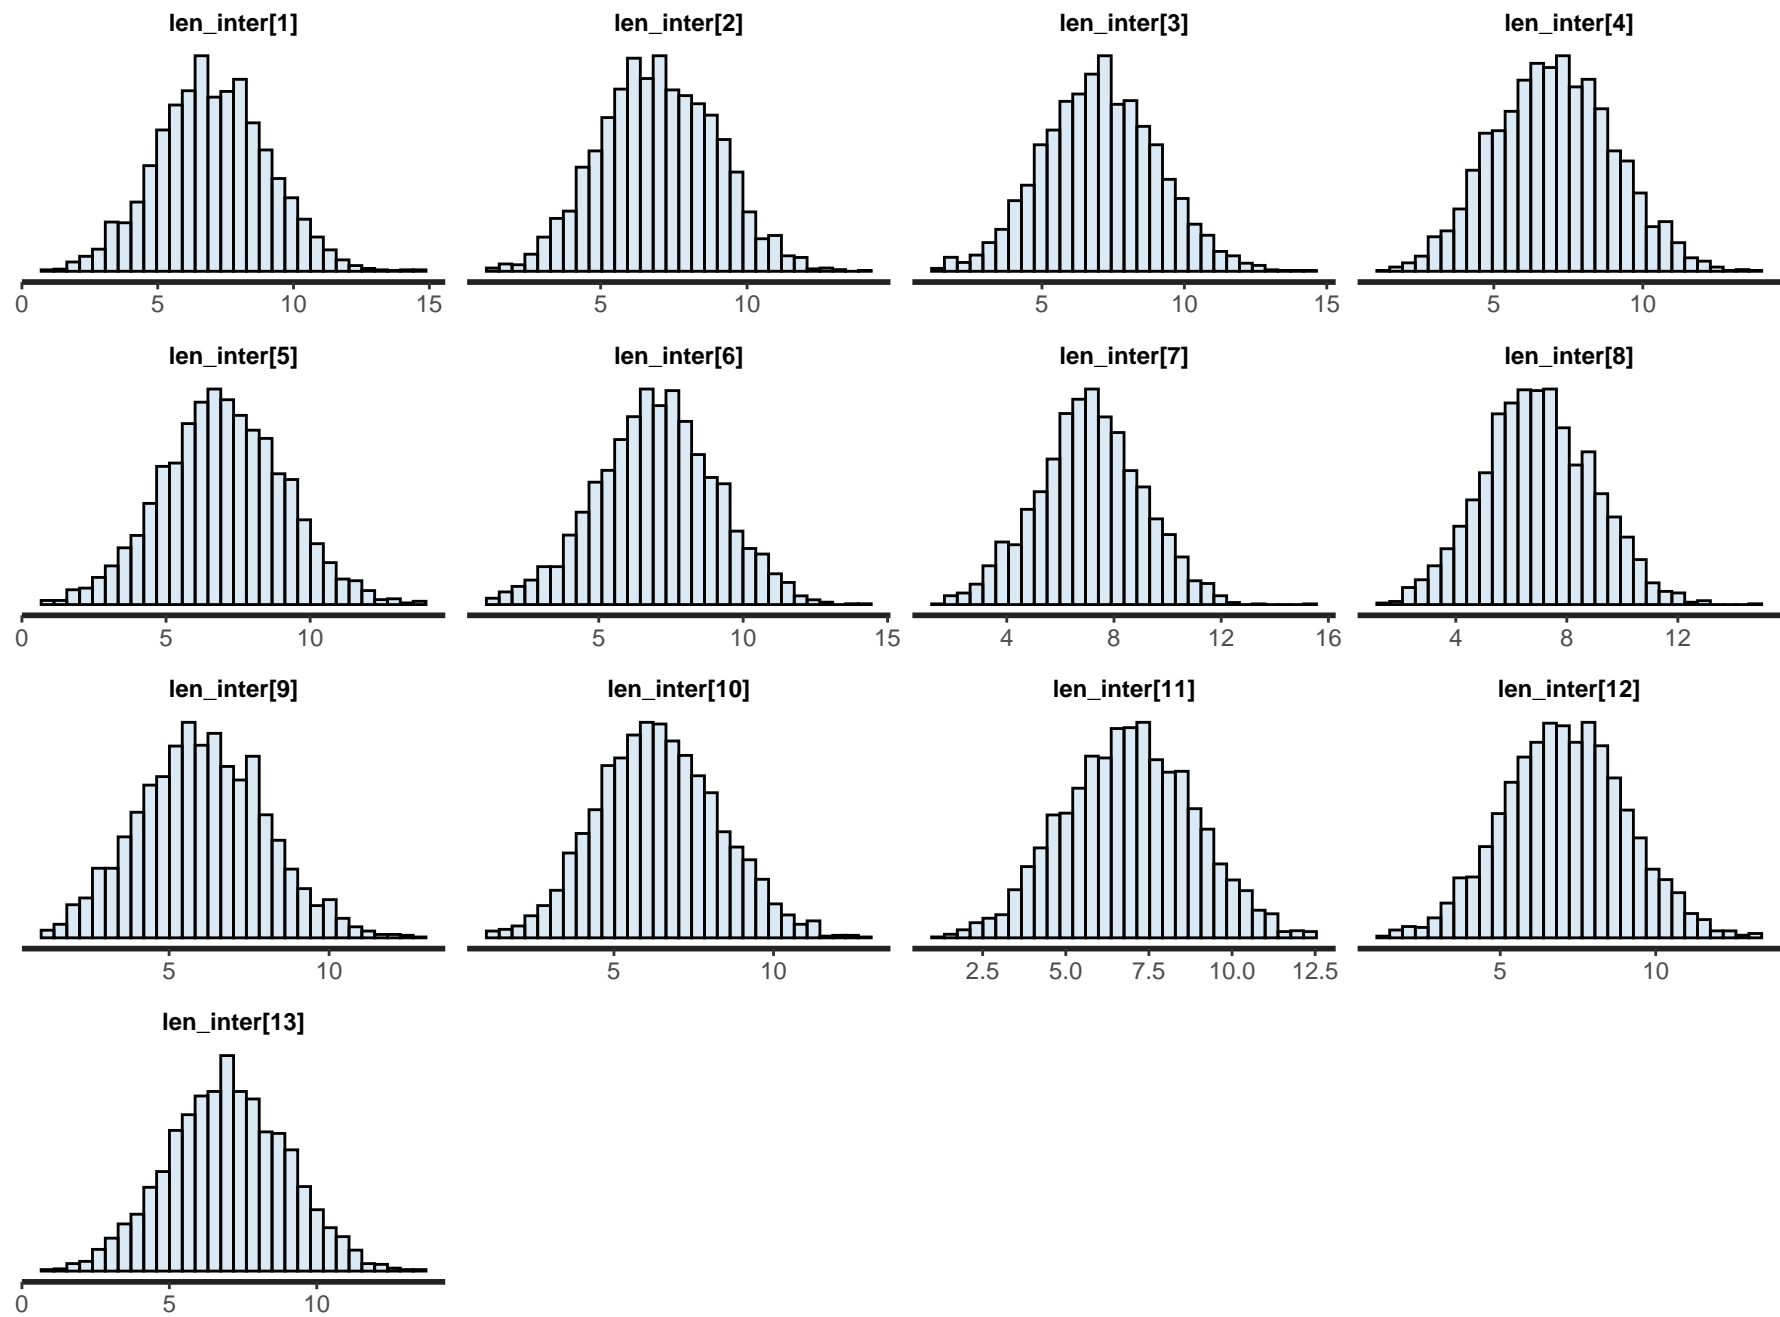 len_inter[1] len_inter[2] len_inter[3] len_inter[4]
0 5 10 15 5 10 5 10 15 5 10
len_inter[5] len_inter[6] len_inter[7] len_inter[8]
0 5 10 5 10 15 4 8 12 16 4 8 12
len_inter[9] len_inter[10] len_inter[11] len_inter[12]
5 10 5 10 2.5 5.0 7.5 10.0 12.5 5 10
len_inter[13]
0 5 10